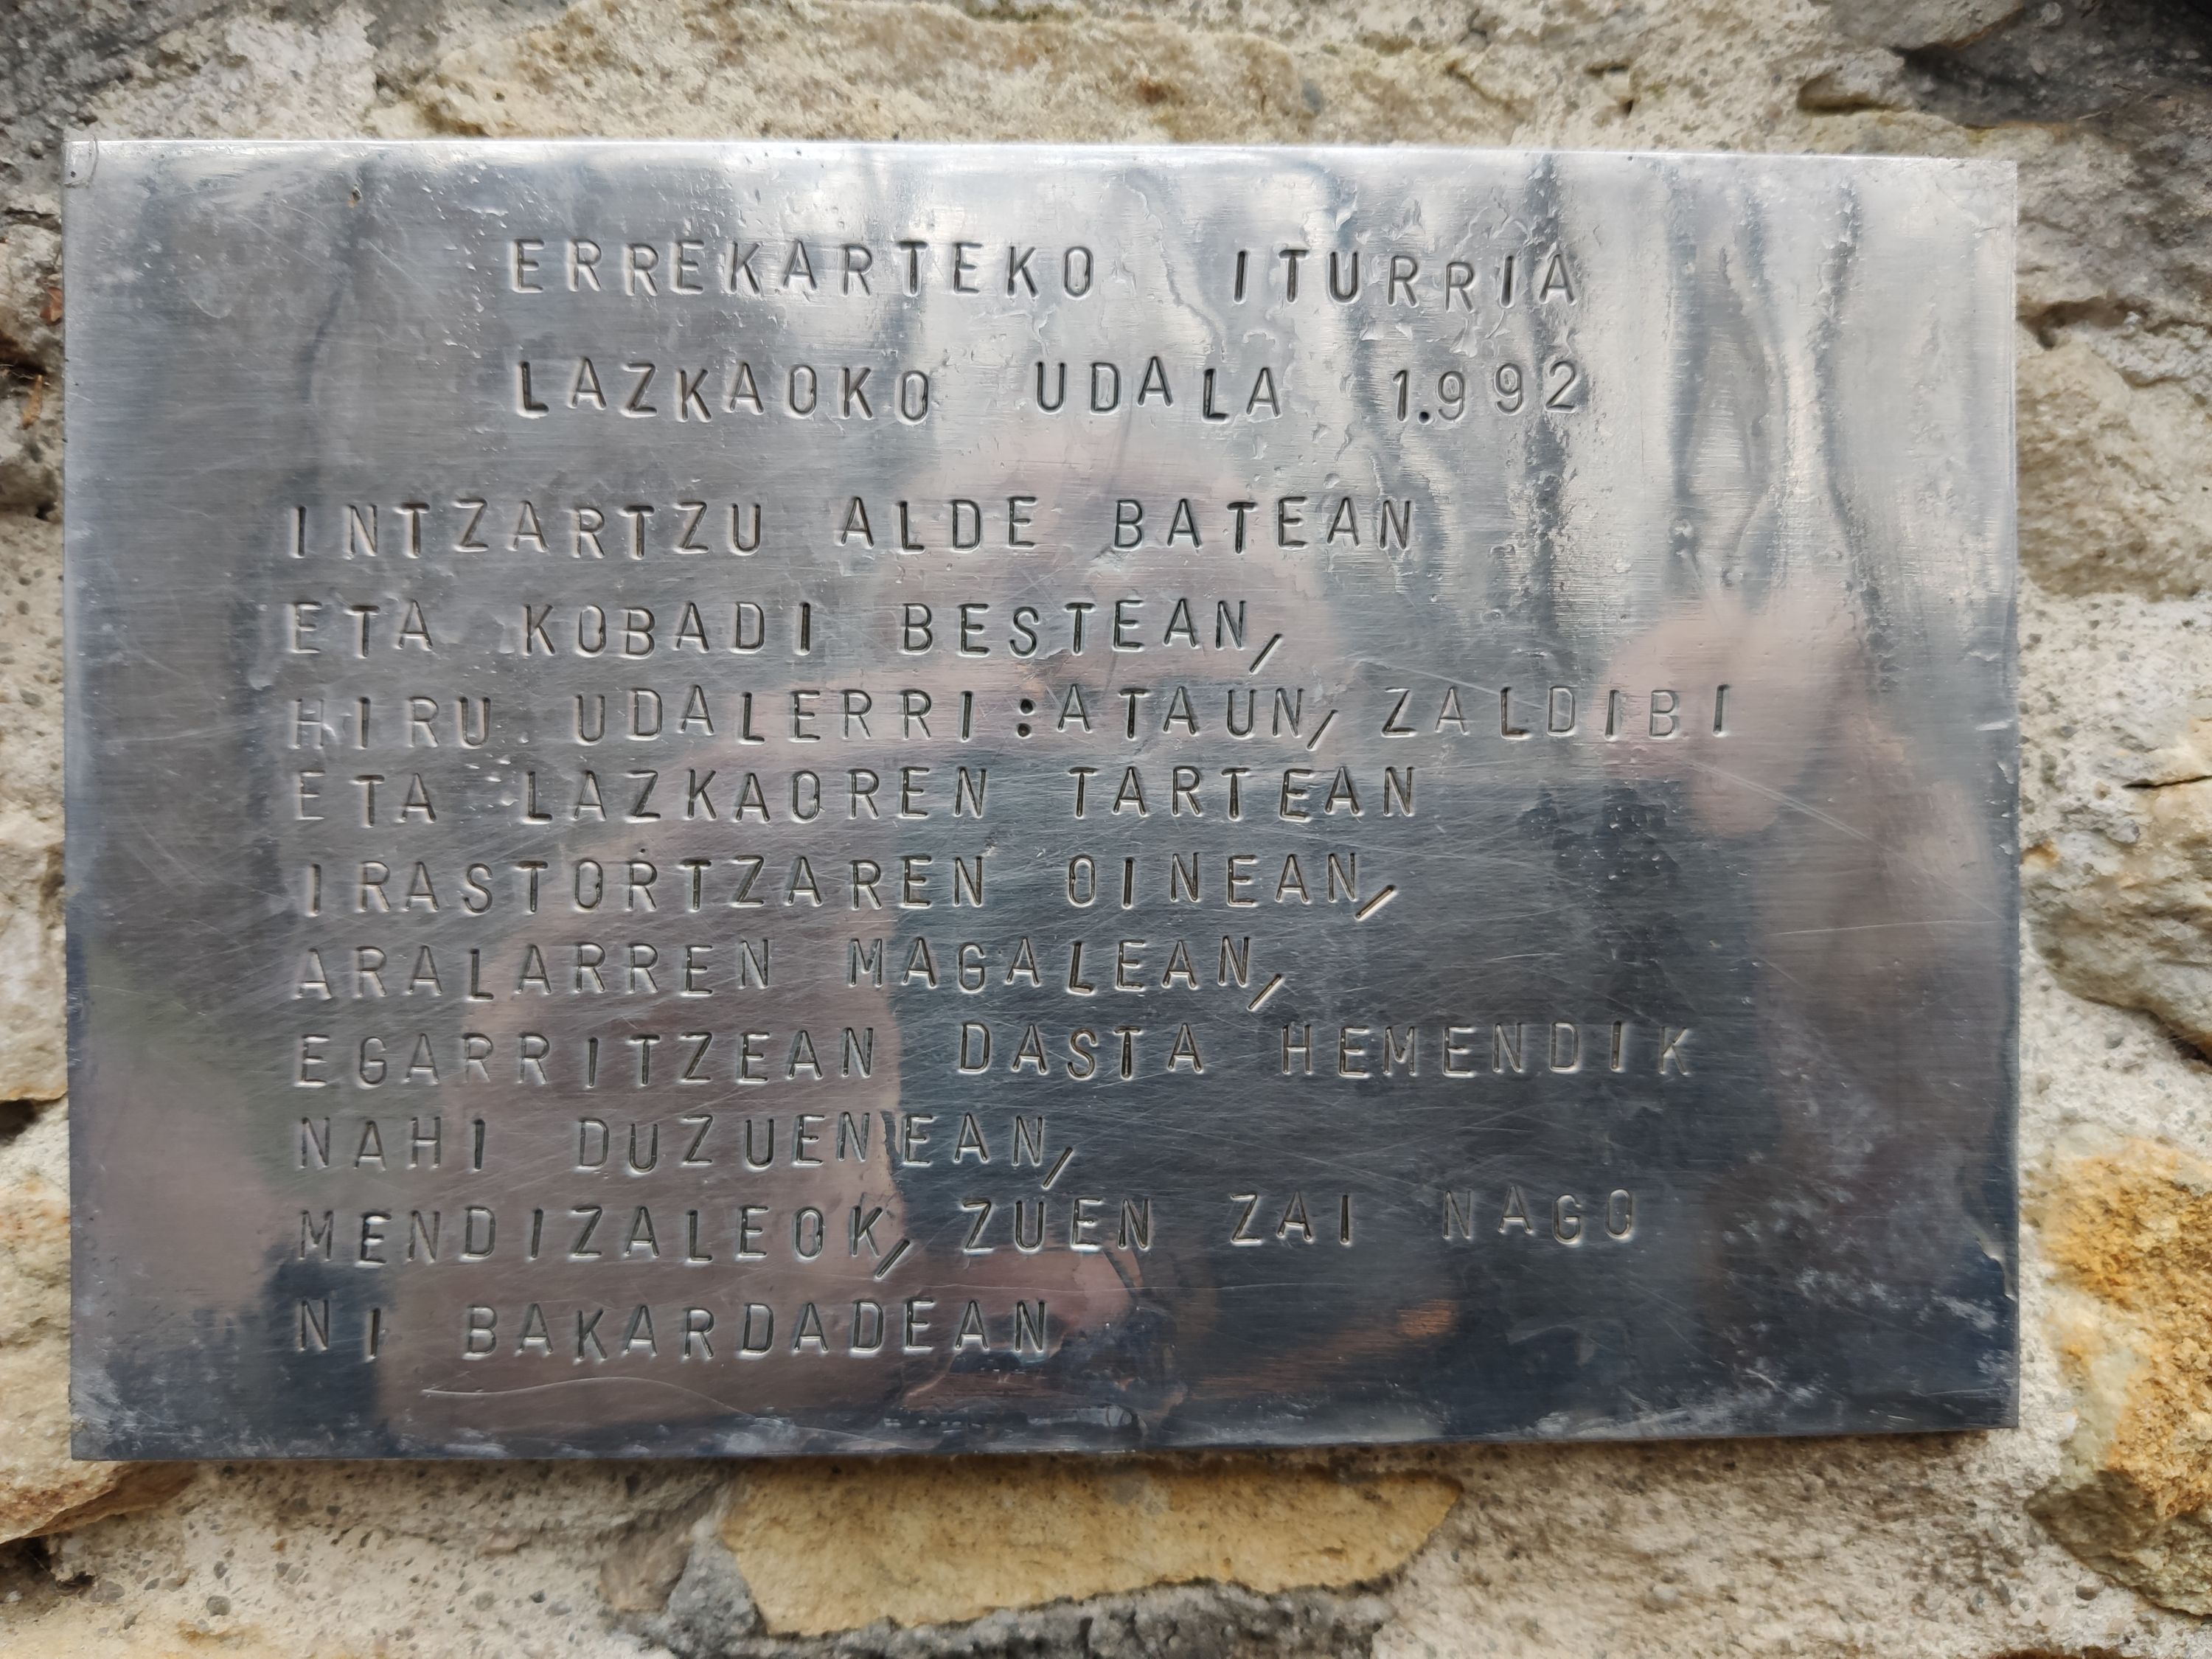 ERREKARTEKO ITURRIA
LAZKAOKO UDALA 1.992
INTZARTZU ALDE BATEAN
ETA KOBADI BESTEAN,
HIRU UDALERRI:ATAUN, ZALDIBI
ETA LAZKAOREN TARTEAN
IRASTORTZAREN OINEAN,
ARALARREN MAGALEAN,
EGARRITZEAN DASTA HEMENDIK
NAHI DUZUENEAN,
MENDIZALEOK, ZUEN ZAI NAGO
NI BAKARDADEAN